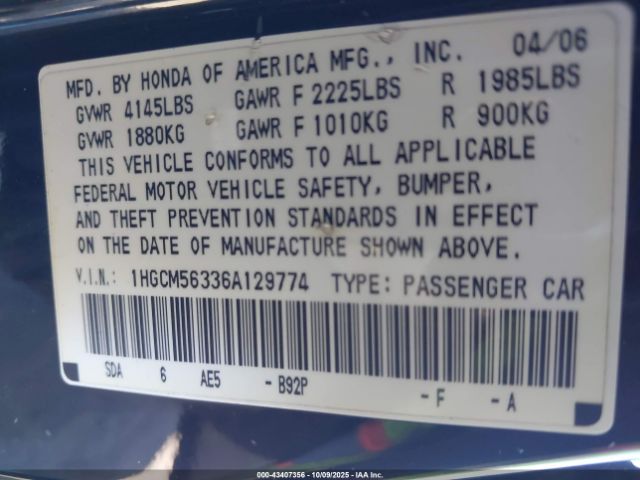 MFD. BY HONDA OF AMERICA MFG., INC. 04/06
GVWR 4145LBS GAWR F 2225LBS R 1985LBS
GVWR 1880KG GAWR F 1010KG R 900KG
THIS VEHICLE CONFORMS TO ALL APPLICABLE
FEDERAL MOTOR VEHICLE SAFETY, BUMPER,
AND THEFT PREVENTION STANDARDS IN EFFECT
ON THE DATE OF MANUFACTURE SHOWN ABOVE.
V.I.N.: 1HGCM56336A129774 TYPE: PASSENGER CAR
SDA 6 AE5 -B92P -F -A
000-43407356 - 10/09/2025 - IAA Inc.